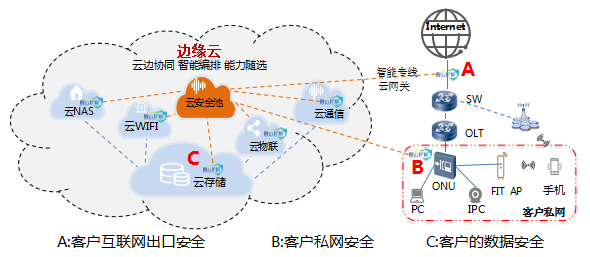 Internet
边缘云
云边协同 智能编排 能力随选
智能专线
云网关
A
云安全池
云NAS
云WIFI
云通信
云物联
C
云存储
SW
OLT
B
ONU
FIT AP
手机
PC
IPC
客户私网
A:客户互联网出口安全
B:客户私网安全
C:客户的数据安全